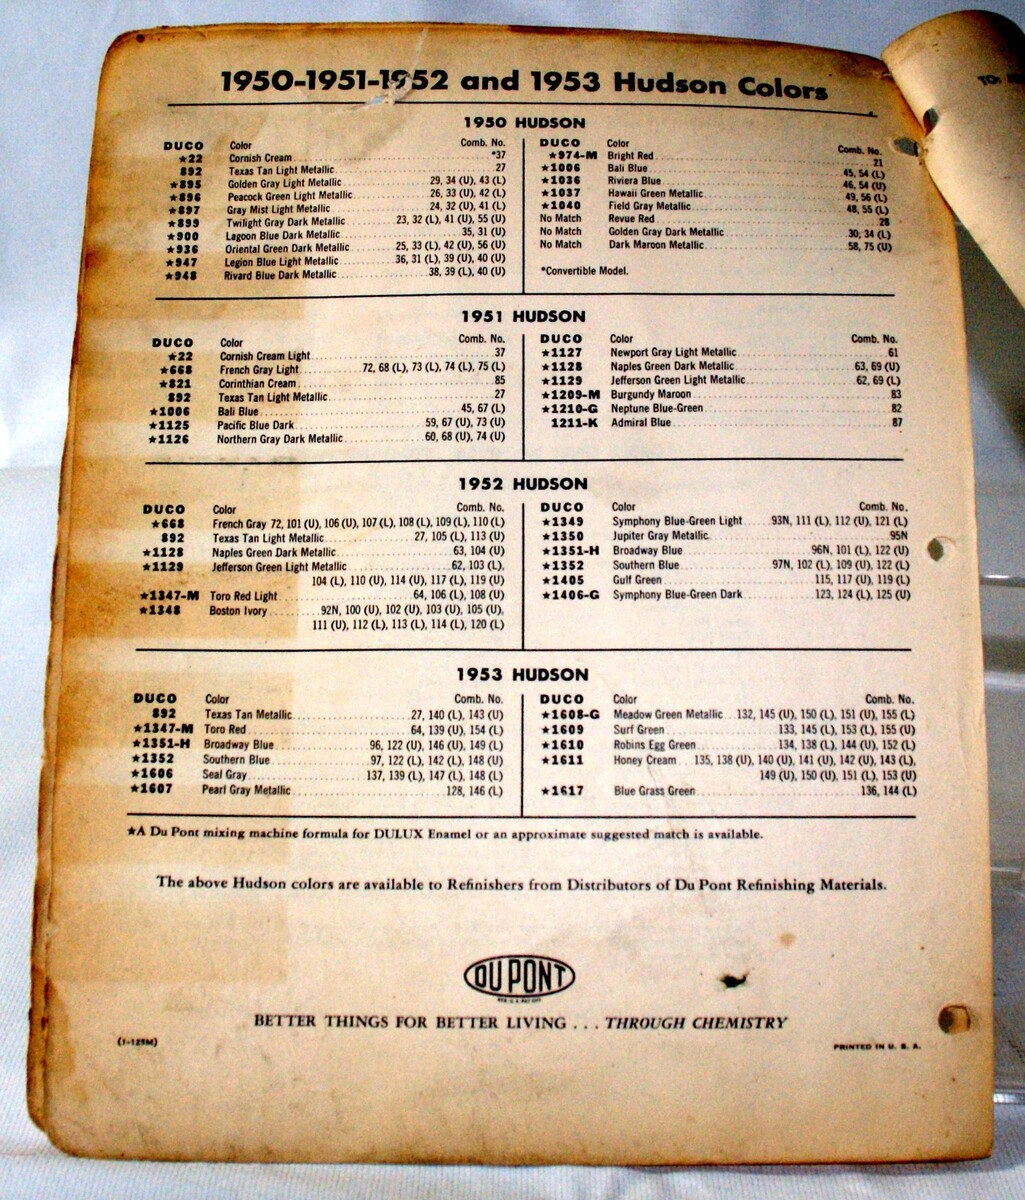 TO:
1950-1951-1952 and 1953 Hudson Colors
1950 HUDSON
DUCO Color Comb. No.
★22 Cornish Cream *37
892 Texas Tan Light Metallic 27
★895 Golden Gray Light Metallic 29, 34 (U), 43 (L)
★896 Peacock Green Light Metallic 26, 33 (U), 42 (L)
★897 Gray Mist Light Metallic 24, 32 (U), 41 (L)
★899 Twilight Gray Dark Metallic 23, 32 (L), 41 (U), 55 (U)
★900 Lagoon Blue Dark Metallic 35, 31 (U)
★936 Oriental Green Dark Metallic 25, 33 (L), 42 (U), 56 (U)
★947 Legion Blue Light Metallic 36, 31 (L), 39 (U), 40 (U)
★948 Rivard Blue Dark Metallic 38, 39 (L), 40 (U)
DUCO Color Comb. No.
★974-M Bright Red 21
★1006 Bali Blue 45, 54 (L)
★1036 Riviera Blue 46, 54 (U)
★1037 Hawaii Green Metallic 49, 56 (L)
★1040 Field Gray Metallic 48, 55 (L)
No Match Revue Red 28
No Match Golden Gray Dark Metallic 30, 34 (L)
No Match Dark Maroon Metallic 58, 75 (U)
*Convertible Model.
1951 HUDSON
DUCO Color Comb. No.
★22 Cornish Cream Light 37
★668 French Gray Light 72, 68 (L), 73 (L), 74 (L), 75 (L)
★821 Corinthian Cream 85
892 Texas Tan Light Metallic 27
★1006 Bali Blue 45, 67 (L)
★1125 Pacific Blue Dark 59, 67 (U), 73 (U)
★1126 Northern Gray Dark Metallic 60, 68 (U), 74 (U)
DUCO Color Comb. No.
★1127 Newport Gray Light Metallic 61
★1128 Naples Green Dark Metallic 63, 69 (U)
★1129 Jefferson Green Light Metallic 62, 69 (L)
★1209-M Burgundy Maroon 83
★1210-G Neptune Blue-Green 82
1211-K Admiral Blue 87
1952 HUDSON
DUCO Color Comb. No.
★668 French Gray 72, 101 (U), 106 (U), 107 (L), 108 (L), 109 (L), 110 (L)
892 Texas Tan Light Metallic 27, 105 (L), 113 (U)
★1128 Naples Green Dark Metallic 63, 104 (U)
★1129 Jefferson Green Light Metallic 62, 103 (L),
104 (L), 110 (U), 114 (U), 117 (L), 119 (U)
★1347-M Toro Red Light 64, 106 (L), 108 (U)
★1348 Boston Ivory 92N, 100 (U), 102 (U), 103 (U), 105 (U),
111 (U), 112 (L), 113 (L), 114 (L), 120 (L)
DUCO Color Comb. No.
★1349 Symphony Blue-Green Light 93N, 111 (L), 112 (U), 121 (L)
★1350 Jupiter Gray Metallic 95N
★1351-H Broadway Blue 96N, 101 (L), 122 (U)
★1352 Southern Blue 97N, 102 (L), 109 (U), 122 (L)
★1405 Gulf Green 115, 117 (U), 119 (L)
★1406-G Symphony Blue-Green Dark 123, 124 (L), 125 (U)
1953 HUDSON
DUCO Color Comb. No.
892 Texas Tan Metallic 27, 140 (L), 143 (U)
★1347-M Toro Red 64, 139 (U), 154 (L)
★1351-H Broadway Blue 96, 122 (U), 146 (U), 149 (L)
★1352 Southern Blue 97, 122 (L), 142 (L), 148 (U)
★1606 Seal Gray 137, 139 (L), 147 (L), 148 (L)
★1607 Pearl Gray Metallic 128, 146 (L)
DUCO Color Comb. No.
★1608-G Meadow Green Metallic 132, 145 (U), 150 (L), 151 (U), 155 (L)
★1609 Surf Green 133, 145 (L), 153 (L), 155 (U)
★1610 Robins Egg Green 134, 138 (L), 144 (U), 152 (L)
★1611 Honey Cream 135, 138 (U), 140 (U), 141 (U), 142 (U), 143 (L),
149 (U), 150 (U), 151 (L), 153 (U)
★1617 Blue Grass Green 136, 144 (L)
★A Du Pont mixing machine formula for DULUX Enamel or an approximate suggested match is available.
The above Hudson colors are available to Refinishers from Distributors of Du Pont Refinishing Materials.
DU PONT
REG. U.S. PAT. OFF.
BETTER THINGS FOR BETTER LIVING . . . THROUGH CHEMISTRY
(1-125M)
PRINTED IN U. S. A.